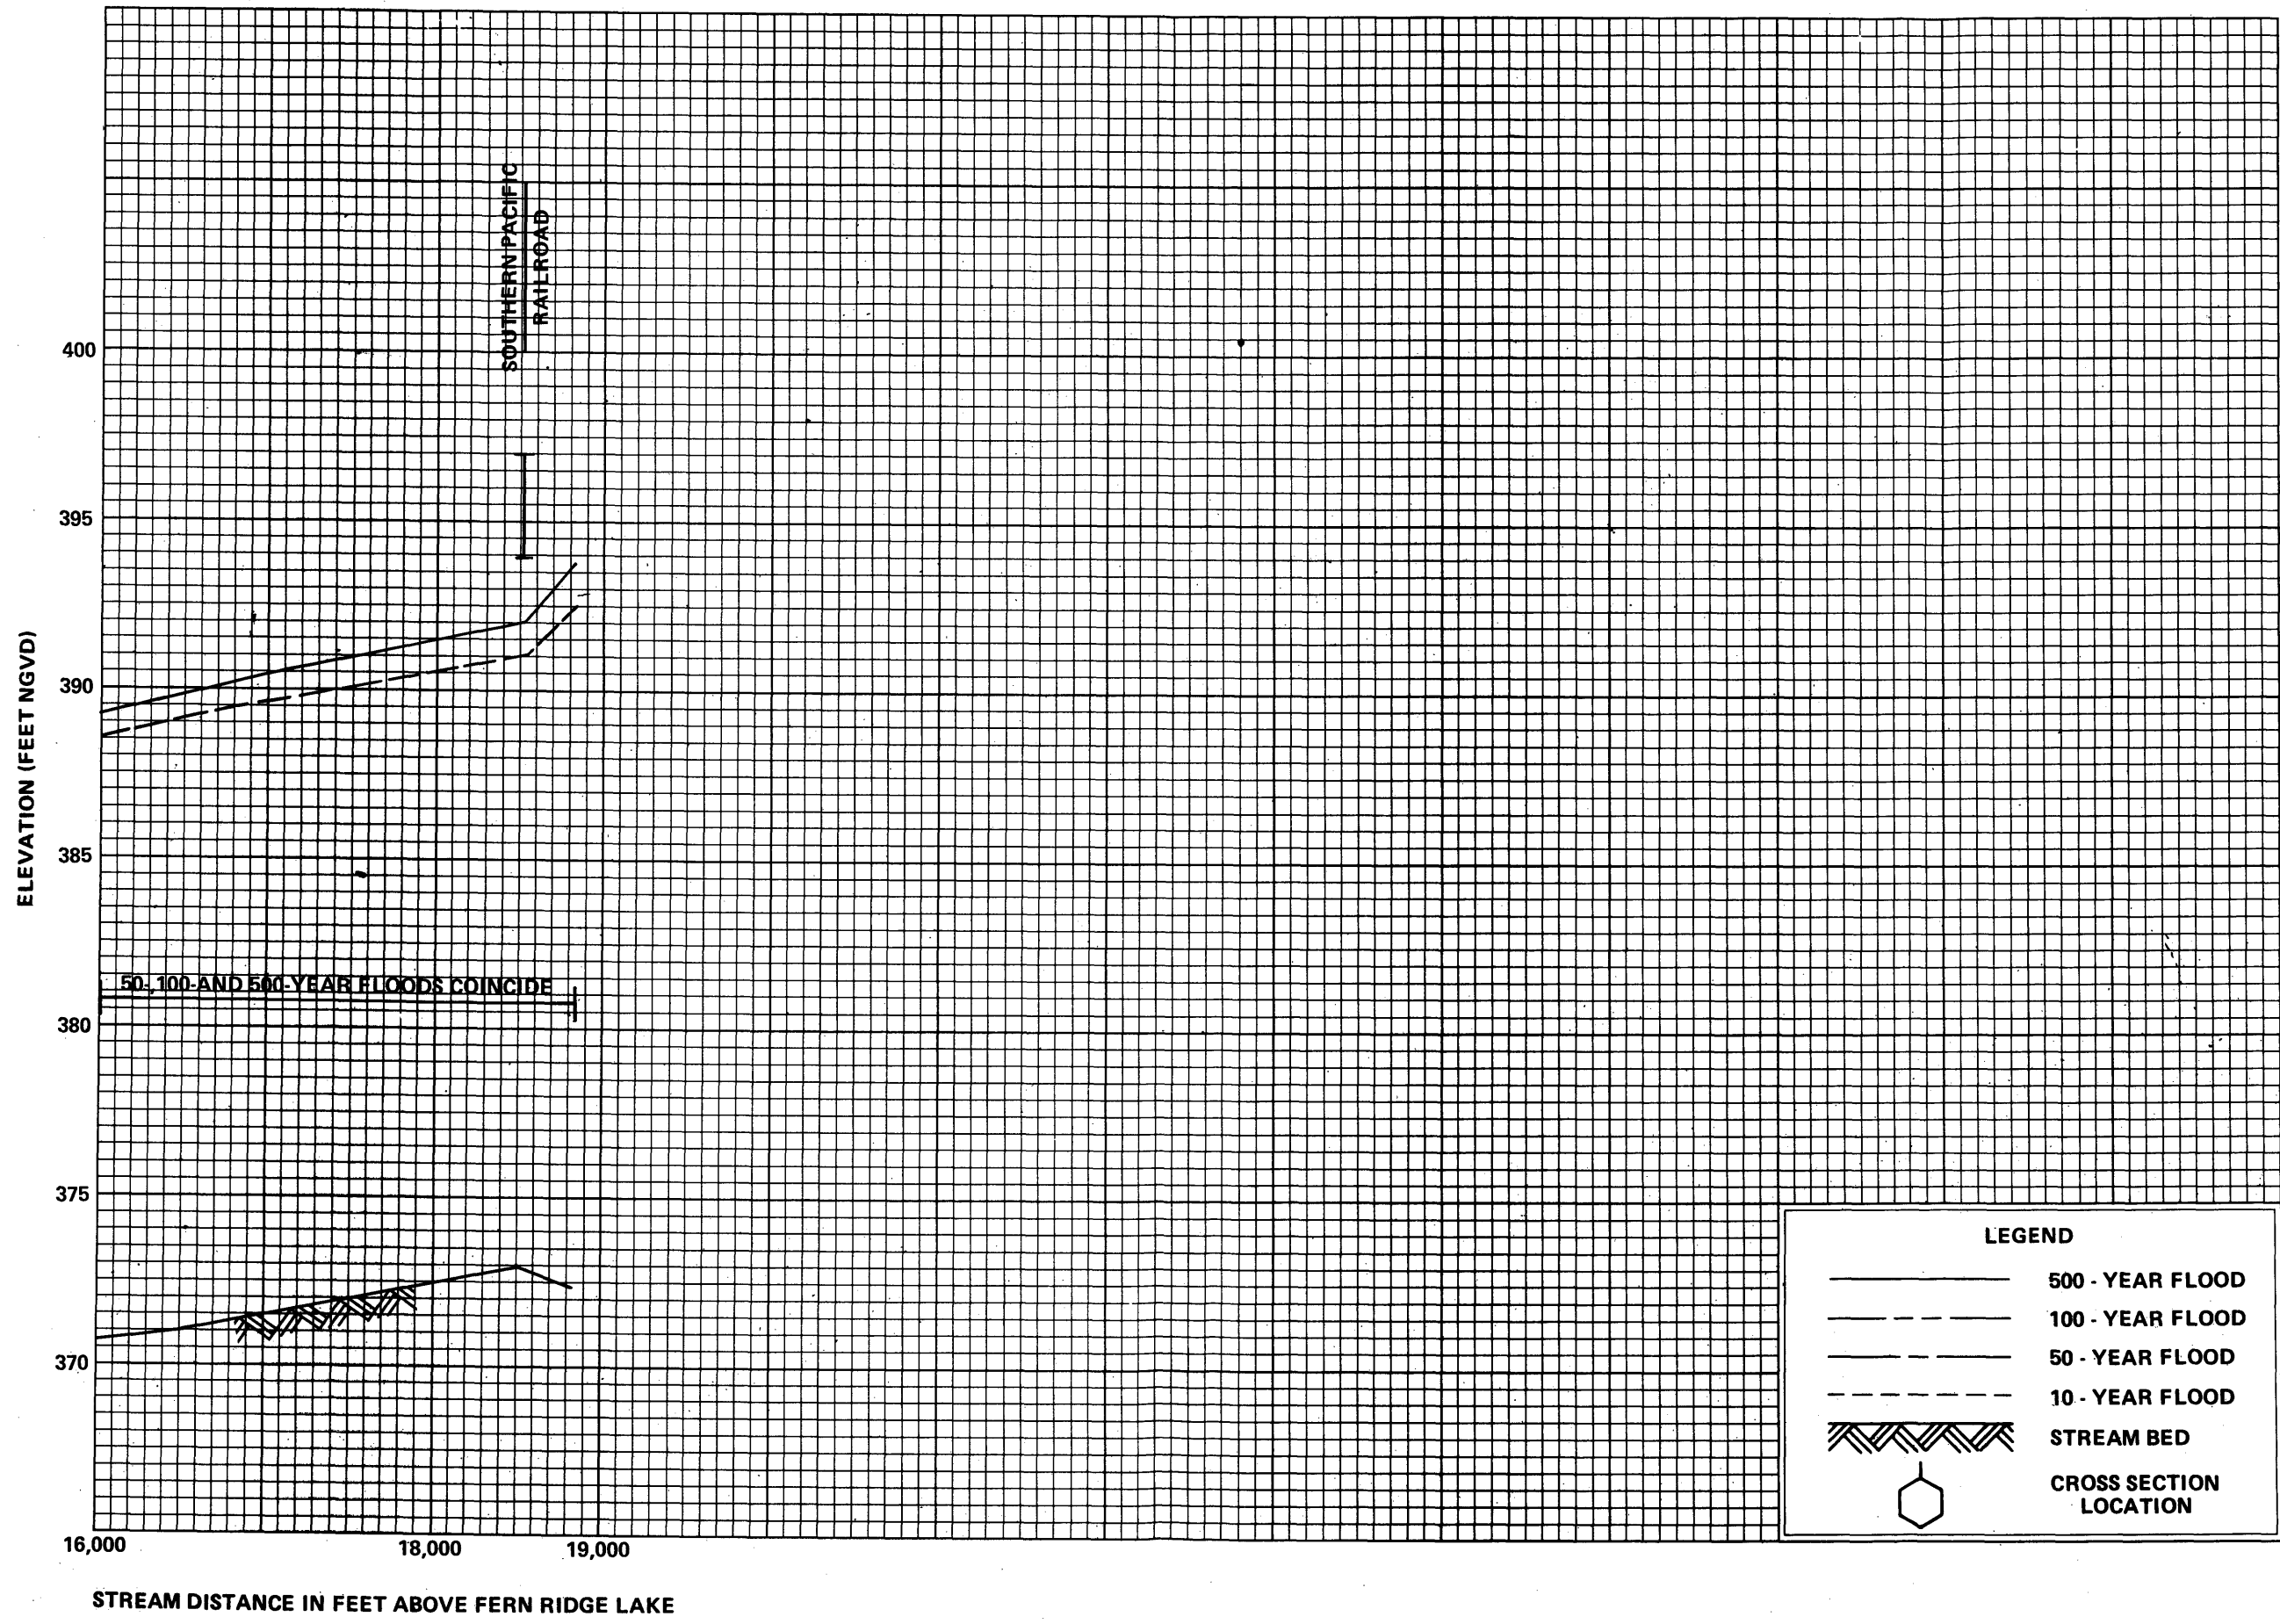 SOUTHERN PACIFIC
RAILROAD
400
395
390
385
380
375
370
ELEVATION (FEET NGVD)
50-,100-AND 500-YEAR FLOODS COINCIDE
16,000
18,000
19,000
STREAM DISTANCE IN FEET ABOVE FERN RIDGE LAKE
LEGEND
500 - YEAR FLOOD
100 - YEAR FLOOD
50 - YEAR FLOOD
10 - YEAR FLOOD
STREAM BED
CROSS SECTION
LOCATION